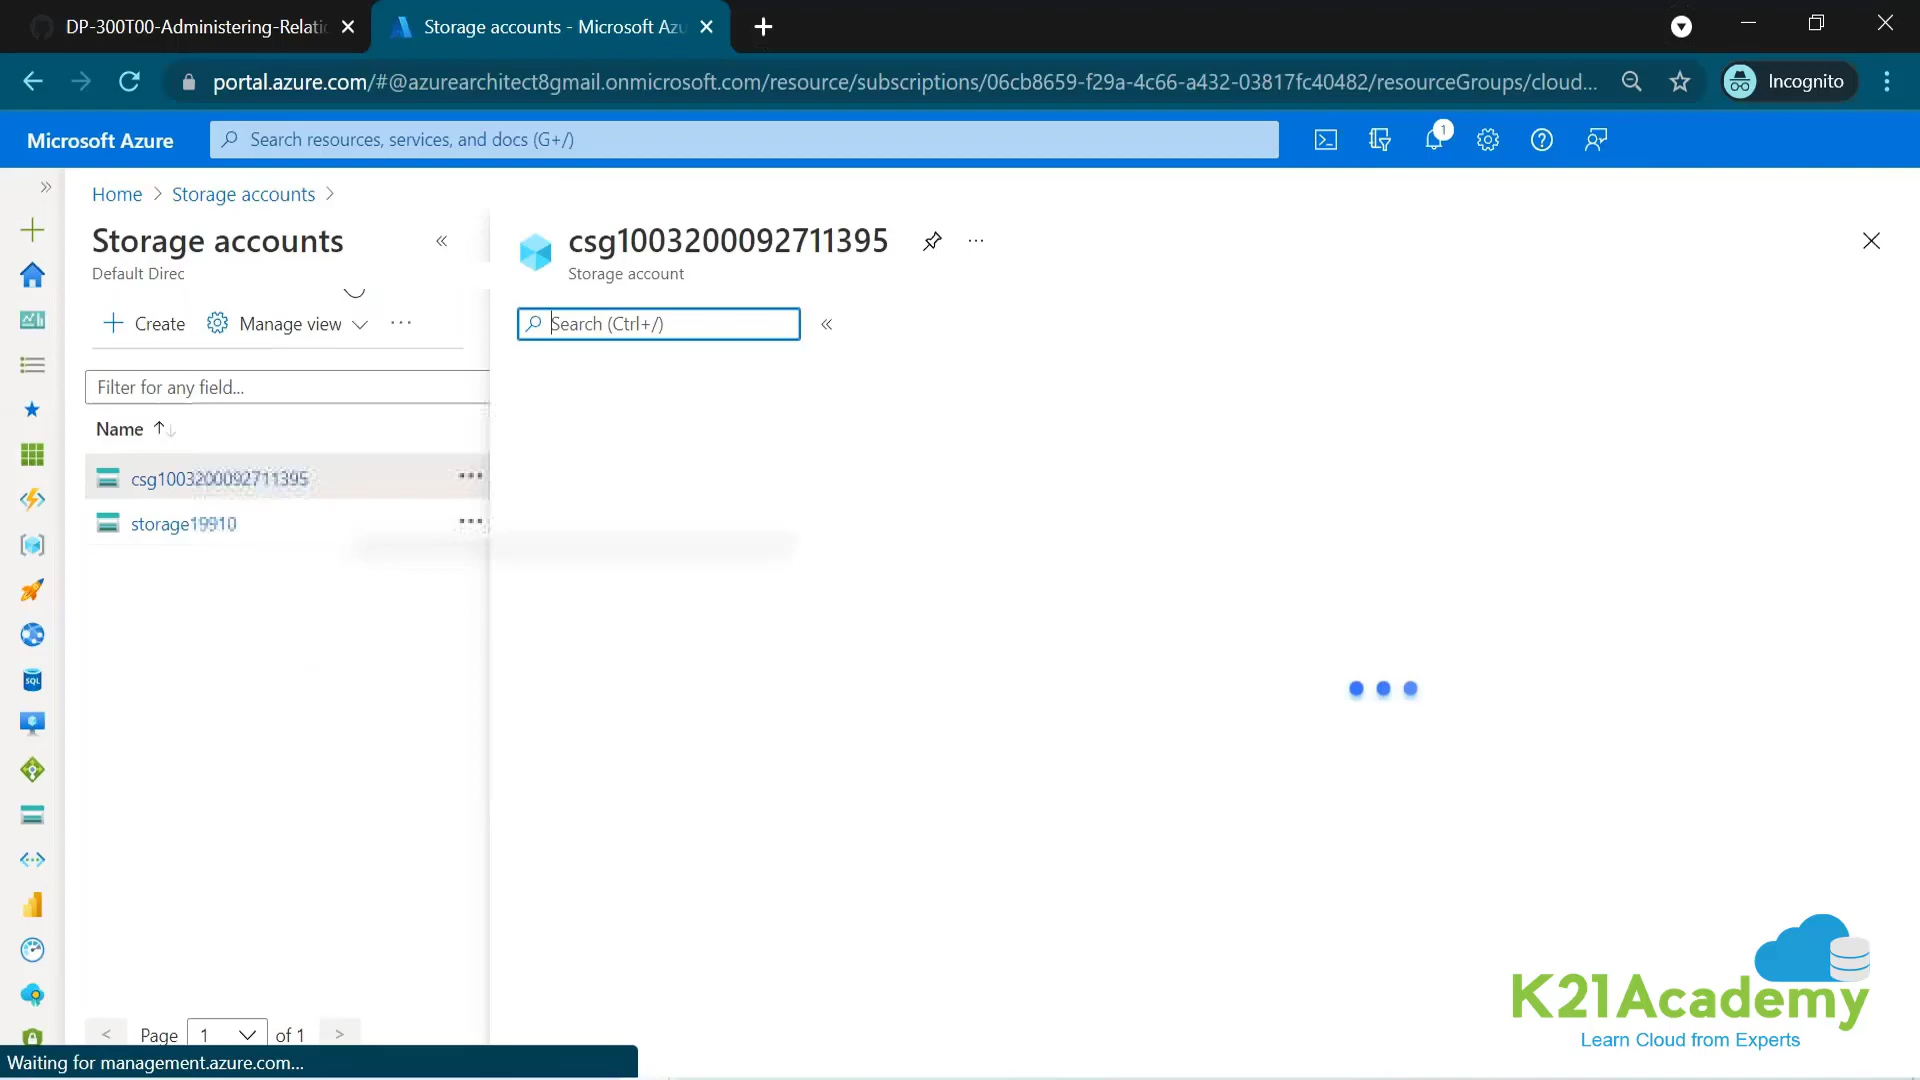 DP-300T00-Administering-Relati
Storage accounts - Microsoft Azu
portal.azure.com/#@azurearchitect8gmail.onmicrosoft.com/resource/subscriptions/06cb8659-f29a-4c66-a432-03817fc40482/resourceGroups/cloud...
Incognito
Microsoft Azure
Search resources, services, and docs (G+/)
1
Home
Storage accounts
Storage accounts
Default Direc
csg1003200092711395
Storage account
Create
Manage view
Search (Ctrl+/)
Filter for any field...
Name
csg1003200092711395
storage19910
SQL
< Page 1 of 1 >
Waiting for management.azure.com...
K21Academy
Learn Cloud from Experts